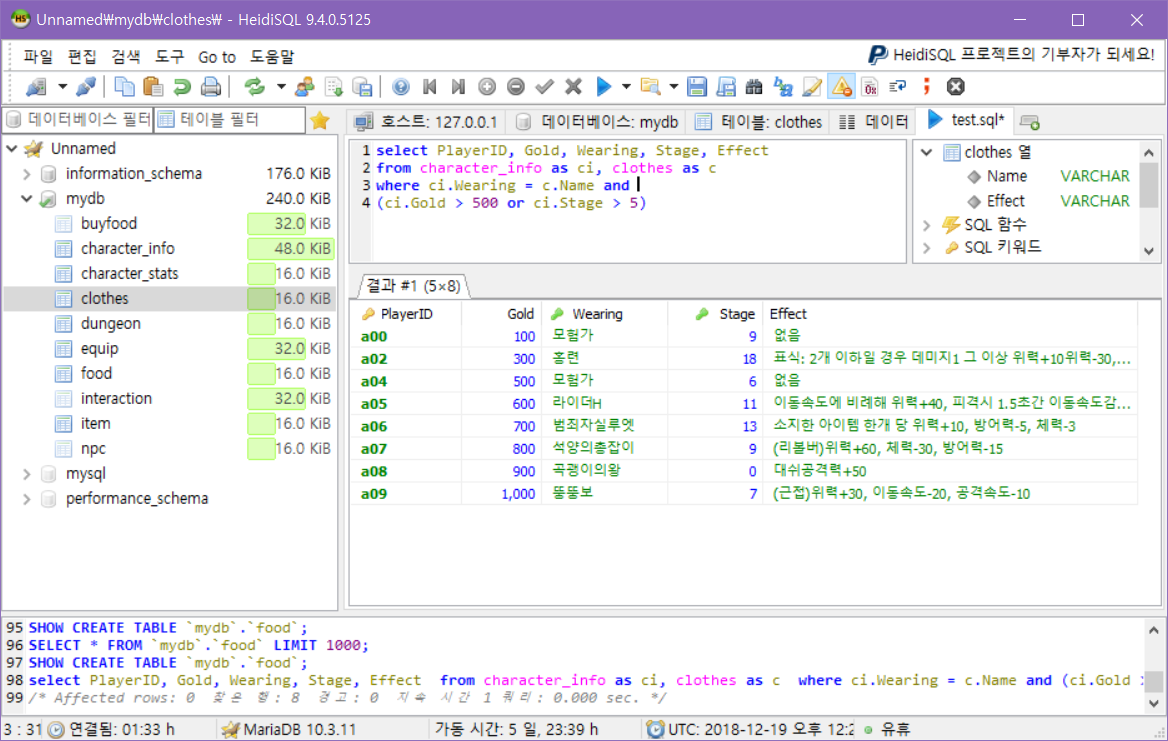 Unnamed₩mydb₩clothes₩ - HeidiSQL 9.4.0.5125
파일 편집 검색 도구 Go to 도움말
HeidiSQL 프로젝트의 기부자가 되세요!
데이터베이스 필터 테이블 필터
호스트: 127.0.0.1 데이터베이스: mydb 테이블: clothes 데이터 test.sql*
Unnamed
information_schema 176.0 KiB
mydb 240.0 KiB
buyfood 32.0 KiB
character_info 48.0 KiB
character_stats 16.0 KiB
clothes 16.0 KiB
dungeon 16.0 KiB
equip 32.0 KiB
food 16.0 KiB
interaction 32.0 KiB
item 16.0 KiB
npc 16.0 KiB
mysql
performance_schema
1 select PlayerID, Gold, Wearing, Stage, Effect
2 from character_info as ci, clothes as c
3 where ci.Wearing = c.Name and
4 (ci.Gold > 500 or ci.Stage > 5)
clothes 열
Name VARCHAR
Effect VARCHAR
SQL 함수
SQL 키워드
결과 #1 (5×8)
PlayerID Gold Wearing Stage Effect
a00 100 모험가 9 없음
a02 300 홍련 18 표식: 2개 이하일 경우 데미지1 그 이상 위력+10위력-30,...
a04 500 모험가 6 없음
a05 600 라이더H 11 이동속도에 비례해 위력+40, 피격시 1.5초간 이동속도감...
a06 700 범죄자실루엣 13 소지한 아이템 한개 당 위력+10, 방어력-5, 체력-3
a07 800 석양의총잡이 9 (리볼버)위력+60, 체력-30, 방어력-15
a08 900 곡괭이의왕 0 대쉬공격력+50
a09 1,000 뚱뚱보 7 (근접)위력+30, 이동속도-20, 공격속도-10
95 SHOW CREATE TABLE `mydb`.`food`;
96 SELECT * FROM `mydb`.`food` LIMIT 1000;
97 SHOW CREATE TABLE `mydb`.`food`;
98 select PlayerID, Gold, Wearing, Stage, Effect from character_info as ci, clothes as c where ci.Wearing = c.Name and (ci.Gold
99 /* Affected rows: 0 찾은 행: 8 경고: 0 지속 시간 1 쿼리: 0.000 sec. */
3 : 31 연결됨: 01:33 h MariaDB 10.3.11 가동 시간: 5 일, 23:39 h UTC: 2018-12-19 오후 12:2 유휴